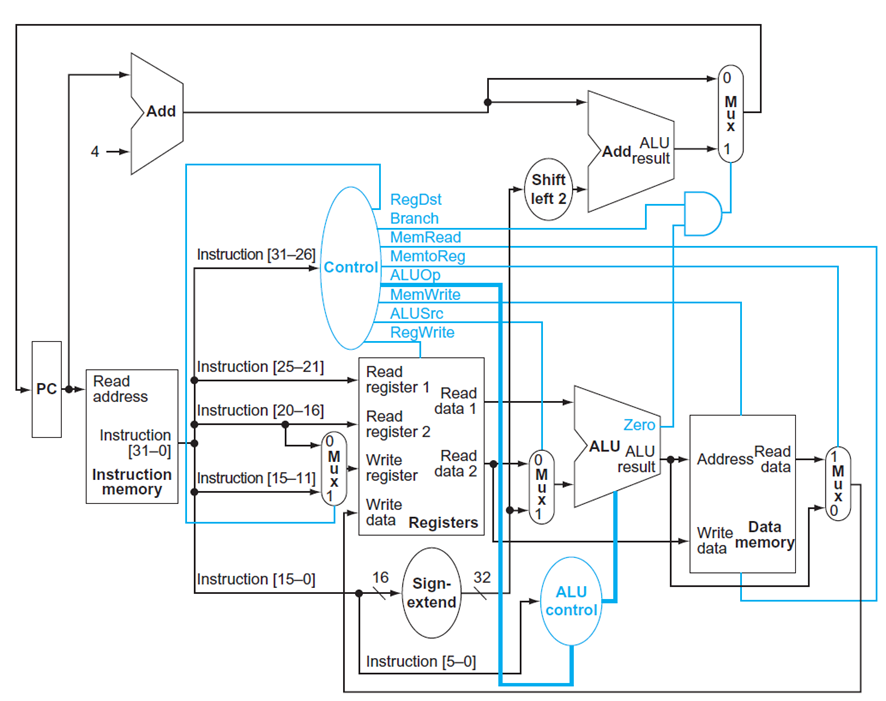 Add
4
0
M
u
x
1
Add
ALU
result
Shift
left 2
RegDst
Branch
MemRead
MemtoReg
ALUOp
MemWrite
ALUSrc
RegWrite
Instruction [31–26]
Control
PC
Read
address
Instruction
[31–0]
Instruction
memory
Instruction [25–21]
Instruction [20–16]
Instruction [15–11]
0
M
u
x
1
Read
register 1
Read
register 2
Write
register
Write
data
Read
data 1
Read
data 2
Registers
0
M
u
x
1
Zero
ALU
ALU
result
Address
Read
data
Write
data
Data
memory
1
M
u
x
0
Instruction [15–0]
16
Sign-
extend
32
ALU
control
Instruction [5–0]